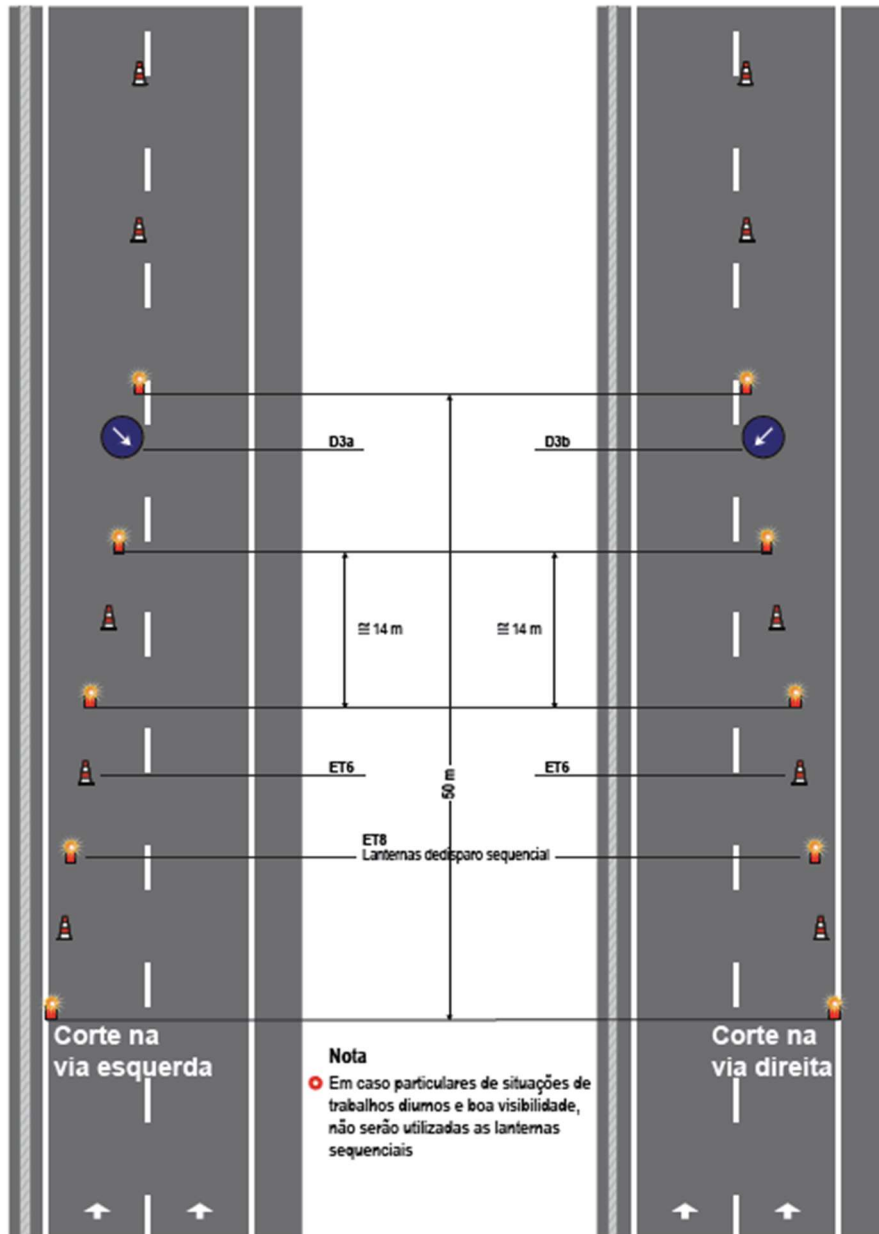 D3a
D3b
≅ 14 m
≅ 14 m
ET6
ET6
50 m
ET8
Lanternas dedisparo sequencial
Corte na
via esquerda
Corte na
via direita
Nota
Em caso particulares de situações de
trabalhos diurnos e boa visibilidade,
não serão utilizadas as lanternas
sequenciais